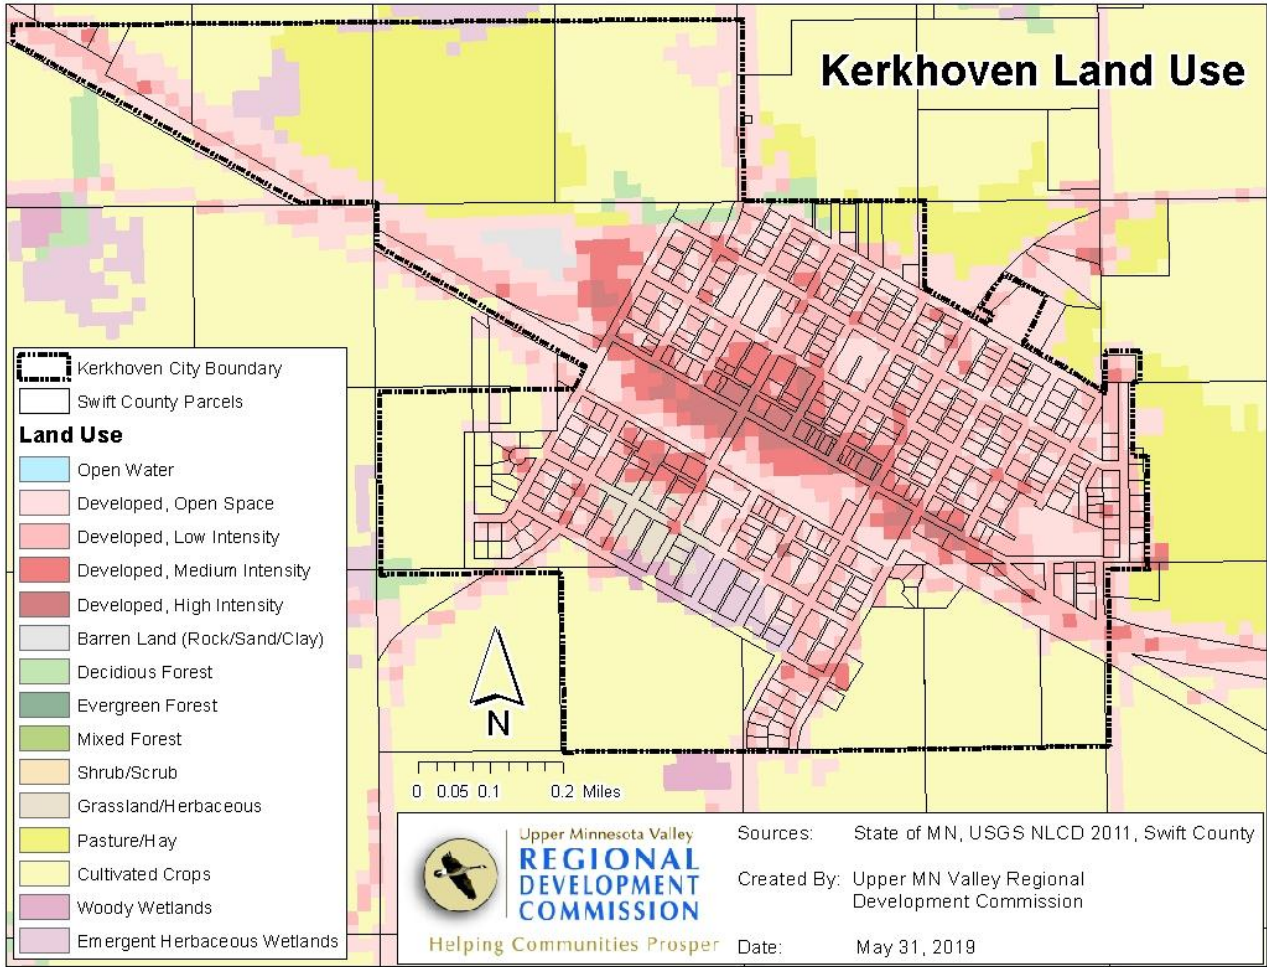 Kerkhoven Land Use
Kerkhoven City Boundary
Swift County Parcels
Land Use
Open Water
Developed, Open Space
Developed, Low Intensity
Developed, Medium Intensity
Developed, High Intensity
Barren Land (Rock/Sand/Clay)
Decidious Forest
Evergreen Forest
Mixed Forest
Shrub/Scrub
Grassland/Herbaceous
Pasture/Hay
Cultivated Crops
Woody Wetlands
Emergent Herbaceous Wetlands
N
0 0.05 0.1 0.2 Miles
Upper Minnesota Valley
REGIONAL
DEVELOPMENT
COMMISSION
Helping Communities Prosper
Sources: State of MN, USGS NLCD 2011, Swift County
Created By: Upper MN Valley Regional
Development Commission
Date: May 31, 2019